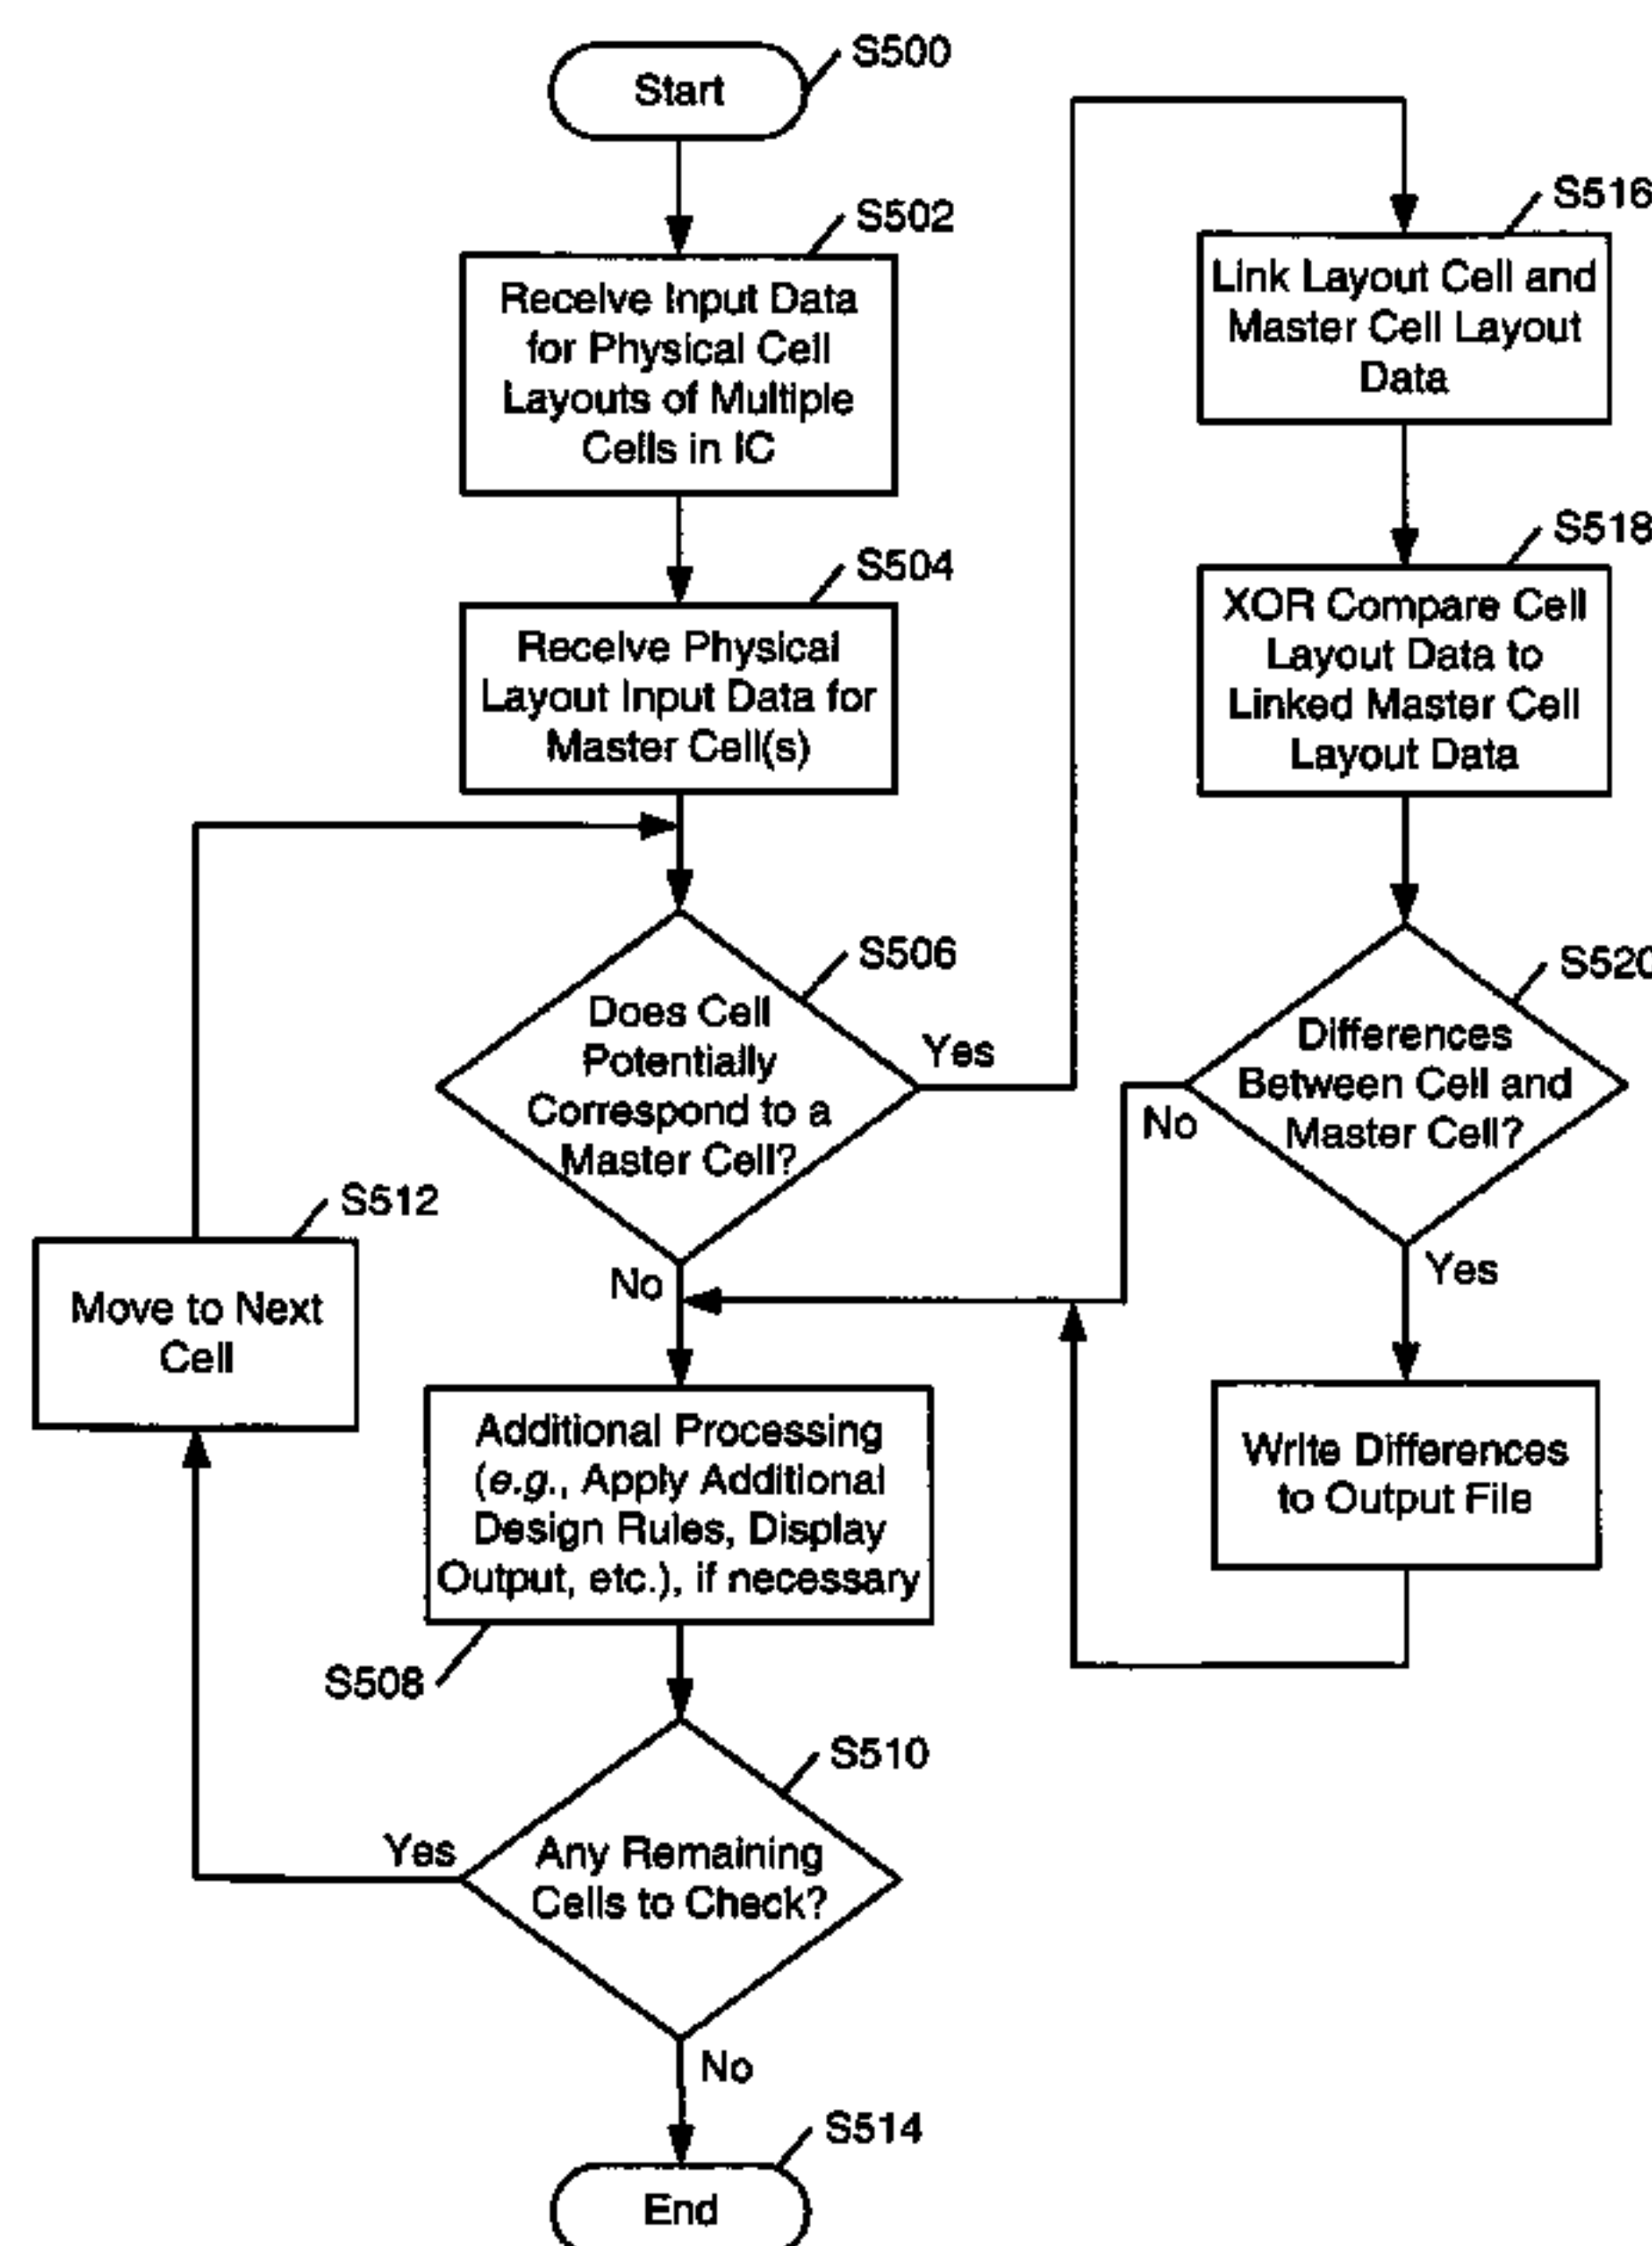 Start
S500
S502
Receive Input Data
for Physical Cell
Layouts of Multiple
Cells in IC
S504
Receive Physical
Layout Input Data for
Master Cell(s)
S506
Does Cell
Potentially
Correspond to a
Master Cell?
Yes
No
S512
Move to Next
Cell
Additional Processing
(e.g., Apply Additional
Design Rules, Display
Output, etc.), if necessary
S508
S510
Any Remaining
Cells to Check?
Yes
No
S514
End
S516
Link Layout Cell and
Master Cell Layout
Data
S518
XOR Compare Cell
Layout Data to
Linked Master Cell
Layout Data
S520
Differences
Between Cell and
Master Cell?
No
Yes
Write Differences
to Output File